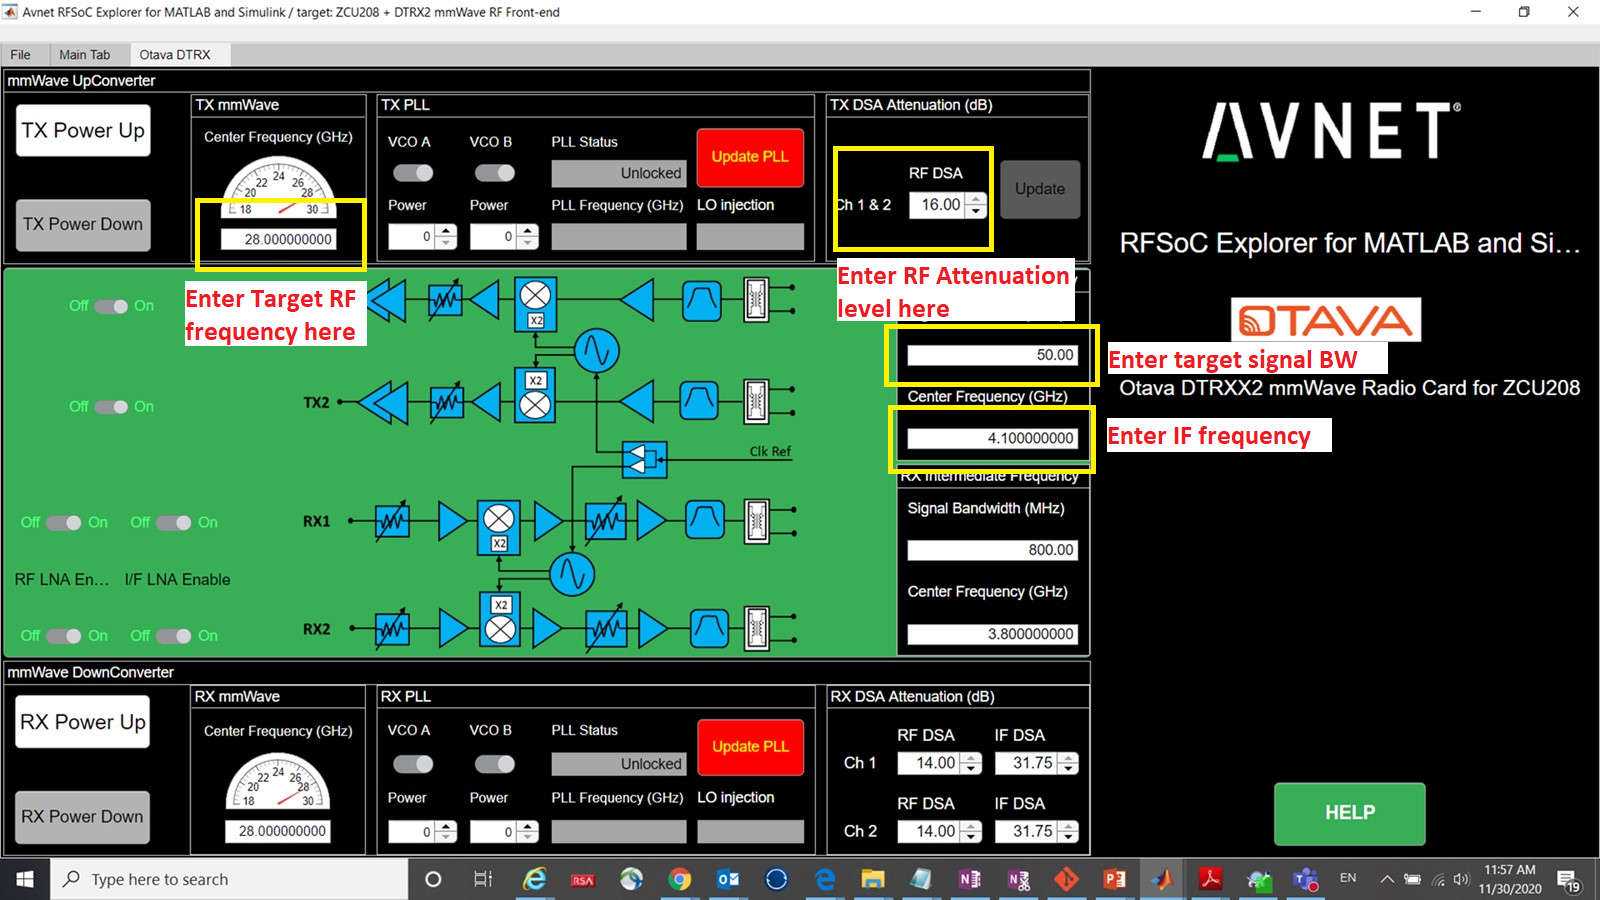 Avnet RFSoC Explorer for MATLAB and Simulink / target: ZCU208 + DTRX2 mmWave RF Front-end
File Main Tab Otava DTRX
mmWave UpConverter
TX Power Up
TX Power Down
TX mmWave
Center Frequency (GHz)
18 20 22 24 26 28 30
28.000000000
TX PLL
VCO A VCO B PLL Status
Unlocked
Update PLL
Power Power PLL Frequency (GHz) LO injection
0 0
TX DSA Attenuation (dB)
RF DSA
Ch 1 & 2 16.00
Update
Enter Target RF
frequency here
Enter RF Attenuation
level here
AVNET®
RFSoC Explorer for MATLAB and Si...
OTAVA
Otava DTRXX2 mmWave Radio Card for ZCU208
Off On
X2
50.00
Enter target signal BW
Off On
TX2
X2
Center Frequency (GHz)
4.100000000
Enter IF frequency
Clk Ref
RX Intermediate Frequency
Signal Bandwidth (MHz)
800.00
Center Frequency (GHz)
3.800000000
Off On Off On
RX1
X2
RF LNA En... I/F LNA Enable
Off On Off On
RX2
X2
mmWave DownConverter
RX Power Up
RX Power Down
RX mmWave
Center Frequency (GHz)
18 20 22 24 26 28 30
28.000000000
RX PLL
VCO A VCO B PLL Status
Unlocked
Update PLL
Power Power PLL Frequency (GHz) LO injection
0 0
RX DSA Attenuation (dB)
RF DSA IF DSA
Ch 1 14.00 31.75
RF DSA IF DSA
Ch 2 14.00 31.75
HELP
Type here to search
RSA
EN
11:57 AM
11/30/2020
19